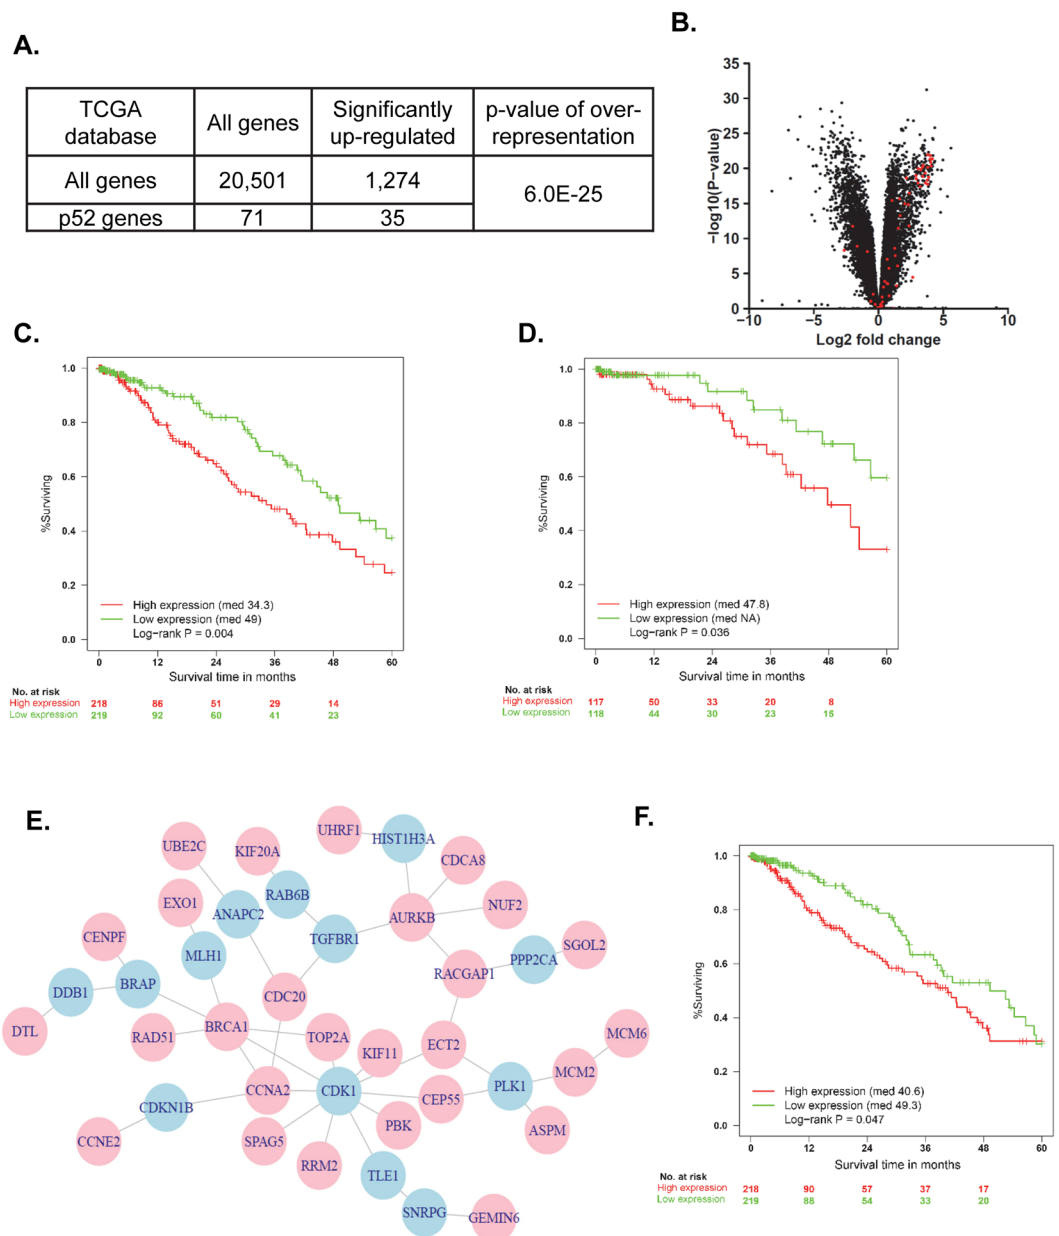 A.
TCGA database
All genes
Significantly up-regulated
p-value of over-representation
All genes
20,501
1,274
6.0E-25
p52 genes
71
35
B.
35
30
25
20
15
10
5
0
−log10(P−value)
−10
−5
0
5
10
Log2 fold change
C.
1.0
0.8
0.6
0.4
0.2
0.0
%Surviving
High expression (med 34.3)
Low expression (med 49)
Log−rank P = 0.004
0 12 24 36 48 60
Survival time in months
No. at risk
High expression 218 86 51 29 14
Low expression 219 92 60 41 23
D.
1.0
0.8
0.6
0.4
0.2
0.0
%Surviving
High expression (med 47.8)
Low expression (med NA)
Log−rank P = 0.036
0 12 24 36 48 60
Survival time in months
No. at risk
High expression 117 50 33 20 8
Low expression 118 44 30 23 15
E.
UHRF1
HIST1H3A
UBE2C
KIF20A
CDCA8
RAB6B
EXO1
ANAPC2
AURKB
NUF2
CENPF
TGFBR1
MLH1
PPP2CA
SGOL2
RACGAP1
BRAP
DDB1
CDC20
DTL
RAD51
BRCA1
TOP2A
MCM6
KIF11
ECT2
MCM2
CCNA2
CDK1
PLK1
CEP55
CDKN1B
PBK
ASPM
CCNE2
SPAG5
RRM2
TLE1
SNRPG
GEMIN6
F.
1.0
0.8
0.6
0.4
0.2
0.0
%Surviving
High expression (med 40.6)
Low expression (med 49.3)
Log−rank P = 0.047
0 12 24 36 48 60
Survival time in months
No. at risk
High expression 218 90 57 37 17
Low expression 219 88 54 33 20